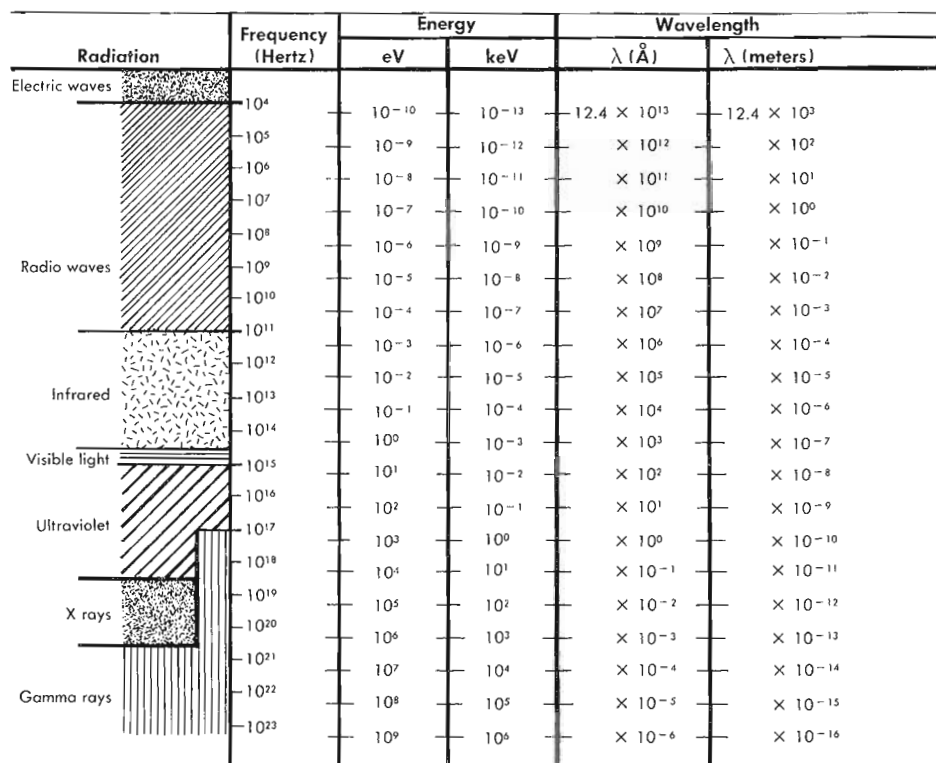 Radiation Frequency (Hertz) Energy Wavelength
eV keV λ (Å) λ (meters)
Electric waves
10⁴
10⁻¹⁰ 10⁻¹³ 12.4 × 10¹³ 12.4 × 10³
10⁵
10⁻⁹ 10⁻¹² × 10¹² × 10²
10⁶
10⁻⁸ 10⁻¹¹ × 10¹¹ × 10¹
10⁷
10⁻⁷ 10⁻¹⁰ × 10¹⁰ × 10⁰
10⁸
10⁻⁶ 10⁻⁹ × 10⁹ × 10⁻¹
Radio waves 10⁹
10⁻⁵ 10⁻⁸ × 10⁸ × 10⁻²
10¹⁰
10⁻⁴ 10⁻⁷ × 10⁷ × 10⁻³
10¹¹
10⁻³ 10⁻⁶ × 10⁶ × 10⁻⁴
10¹²
10⁻² 10⁻⁵ × 10⁵ × 10⁻⁵
Infrared 10¹³
10⁻¹ 10⁻⁴ × 10⁴ × 10⁻⁶
10¹⁴
10⁰ 10⁻³ × 10³ × 10⁻⁷
Visible light 10¹⁵
10¹ 10⁻² × 10² × 10⁻⁸
10¹⁶
10² 10⁻¹ × 10¹ × 10⁻⁹
Ultraviolet 10¹⁷
10³ 10⁰ × 10⁰ × 10⁻¹⁰
10¹⁸
10⁴ 10¹ × 10⁻¹ × 10⁻¹¹
10¹⁹
10⁵ 10² × 10⁻² × 10⁻¹²
X rays 10²⁰
10⁶ 10³ × 10⁻³ × 10⁻¹³
10²¹
10⁷ 10⁴ × 10⁻⁴ × 10⁻¹⁴
Gamma rays 10²²
10⁸ 10⁵ × 10⁻⁵ × 10⁻¹⁵
10²³
10⁹ 10⁶ × 10⁻⁶ × 10⁻¹⁶